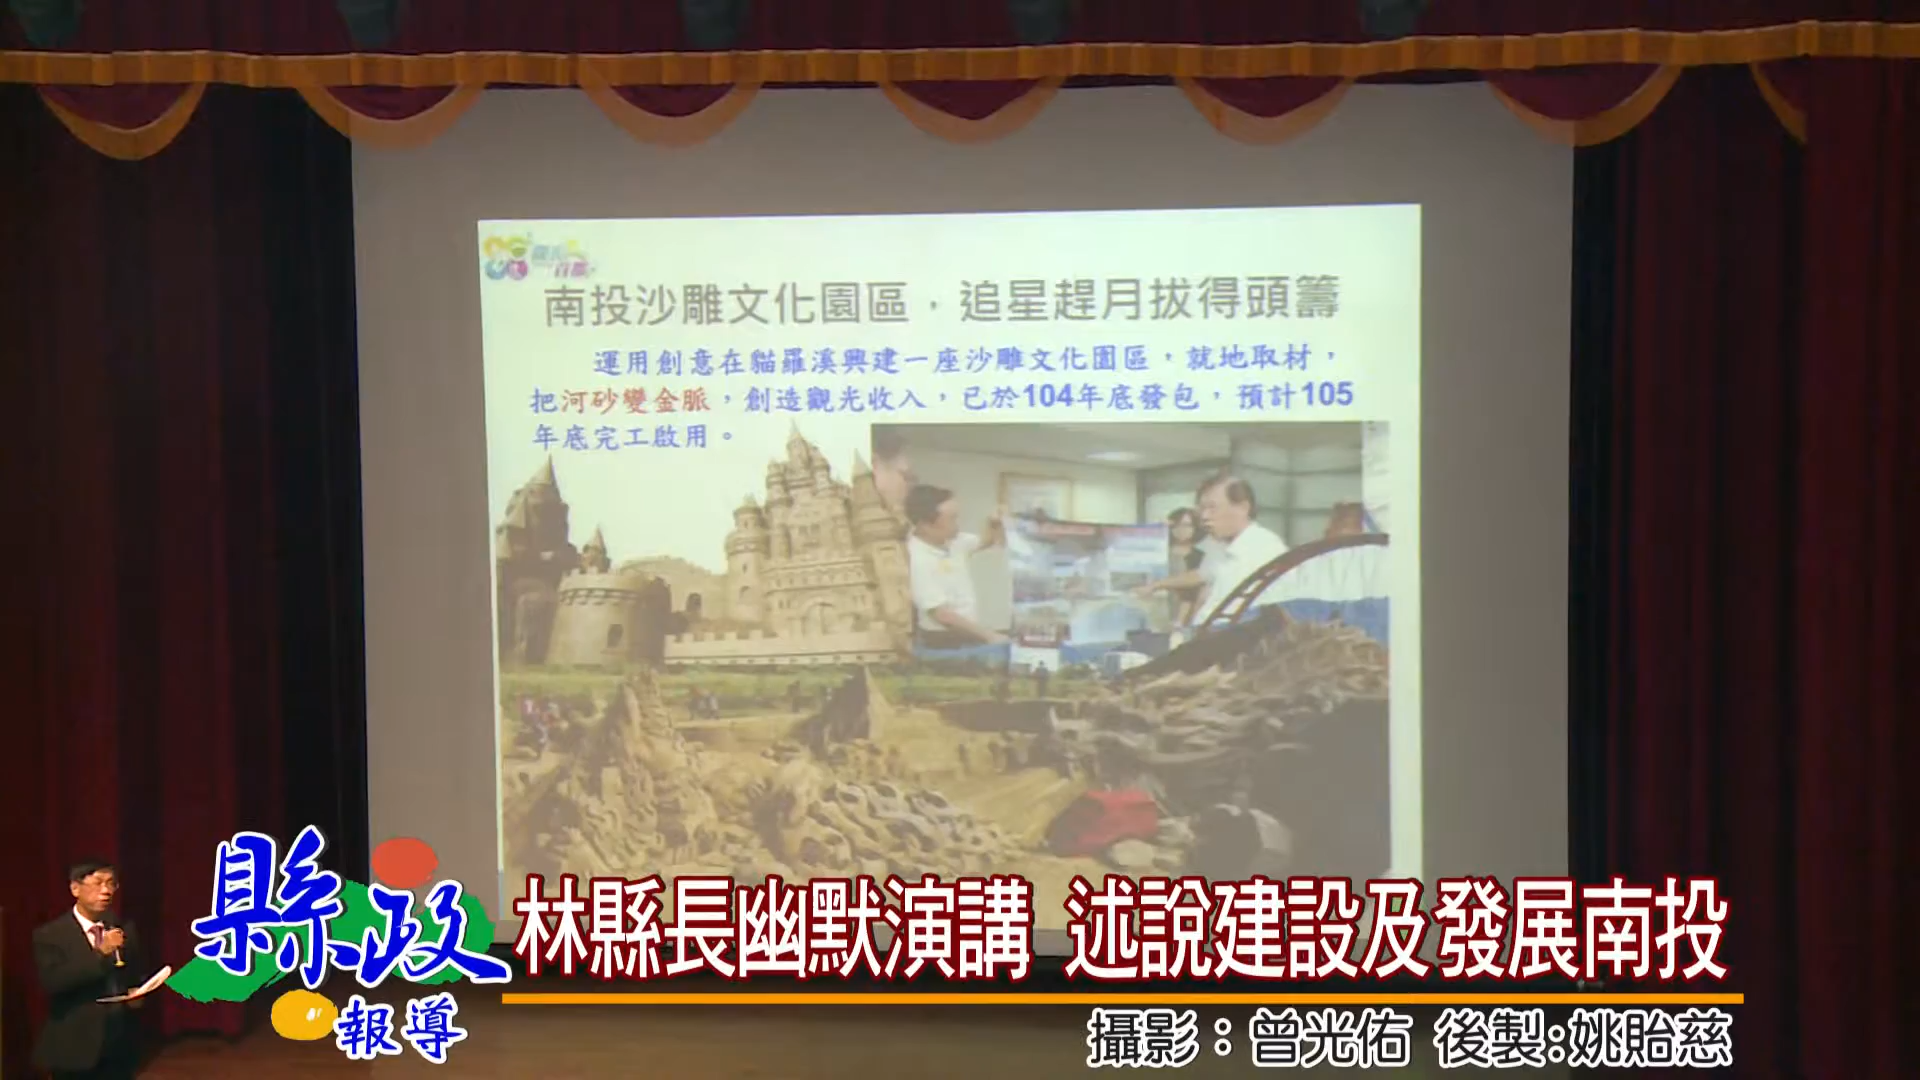 觀光
首都
南投沙雕文化園區，追星趕月拔得頭籌
運用創意在貓羅溪興建一座沙雕文化園區，就地取材，
把河砂變金脈，創造觀光收入，已於104年底發包，預計105
年底完工啟用。
縣政
報導
林縣長幽默演講 述說建設及發展南投
攝影：曾光佑 後製:姚貽慈